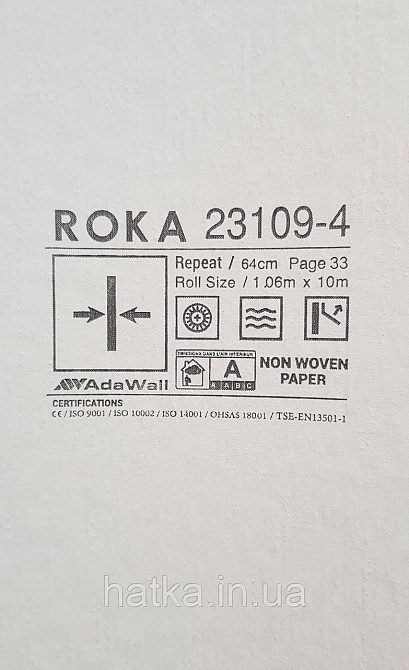 ROKA 23109-4
Repeat / 64cm Page 33
Roll Size / 1.06m x 10m
ÉMISSIONS DANS L'AIR INTÉRIEUR
A
A A B C
NON WOVEN
PAPER
AdaWall
CERTIFICATIONS
CE / ISO 9001 / ISO 10002 / ISO 14001 / OHSAS 18001 / TSE-EN13501-1
hatka.in.ua